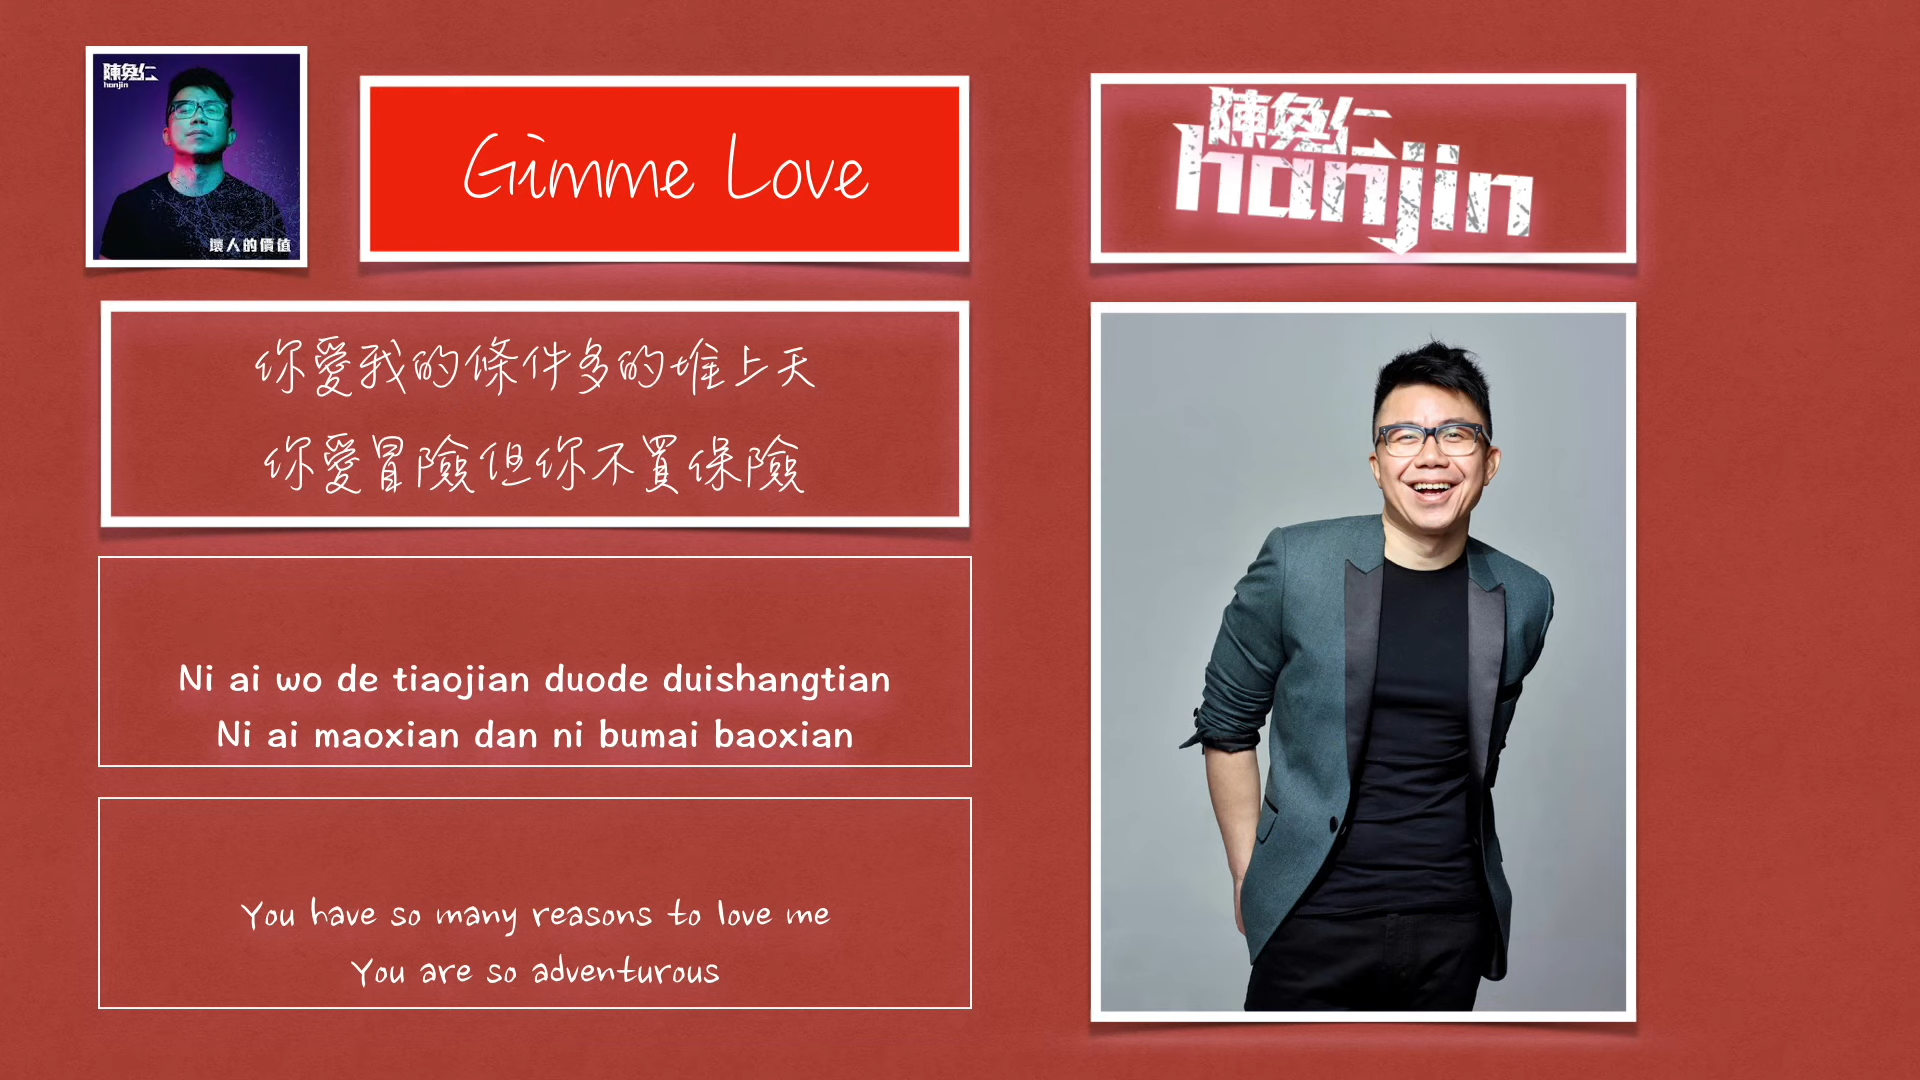 陳奐仁
hanjin
壞人的價值
Gimme Love
陳奐仁
hanjin
你愛我的條件多的堆上天
你愛冒險但你不買保險
Ni ai wo de tiaojian duode duishangtian
Ni ai maoxian dan ni bumai baoxian
You have so many reasons to love me
You are so adventurous